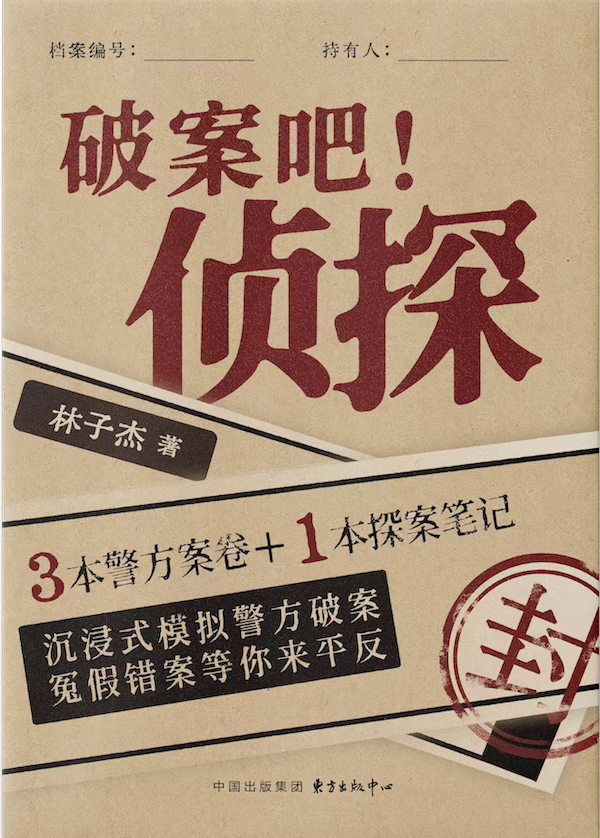 档案编号：________ 持有人：________
破案吧！
侦探
林子杰 著
3本警方案卷+1本探案笔记
沉浸式模拟警方破案
冤假错案等你来平反
封
中国出版集团 东方出版中心